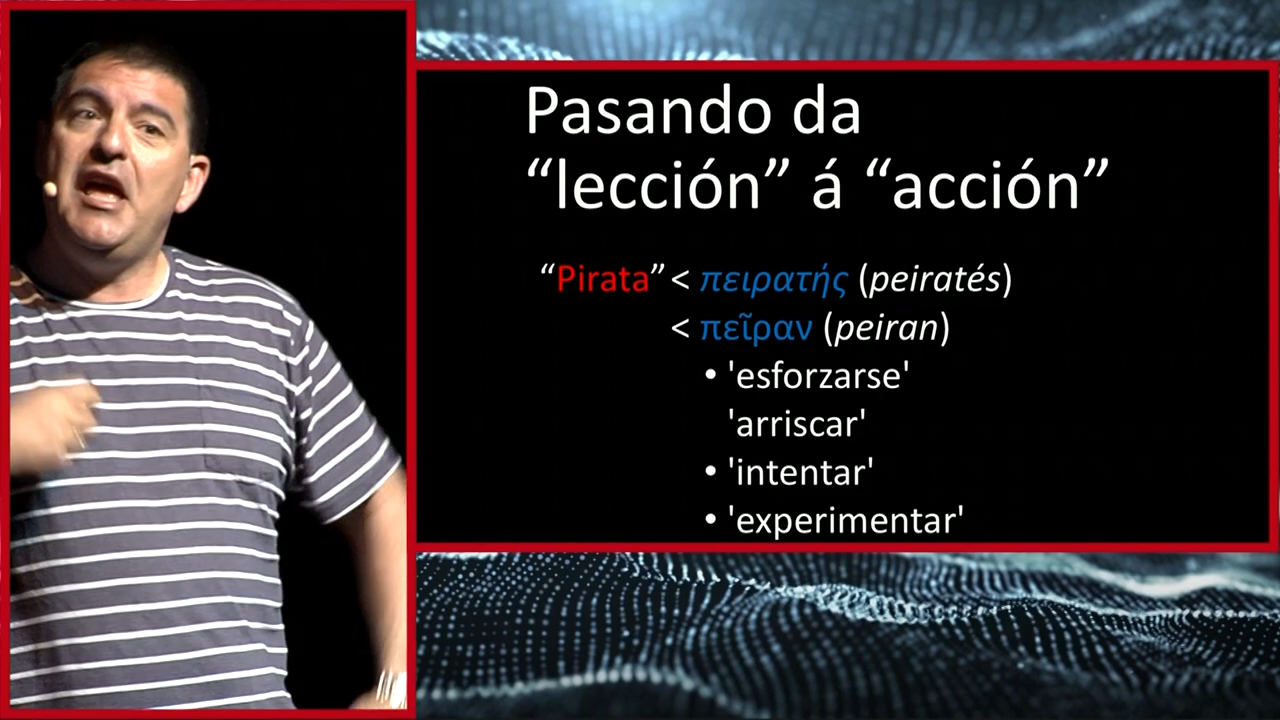 Pasando da
“lección” á “acción”
“Pirata” < πειρατής (peiratés)
< πεῖραν (peiran)
• 'esforzarse'
'arriscar'
• 'intentar'
• 'experimentar'